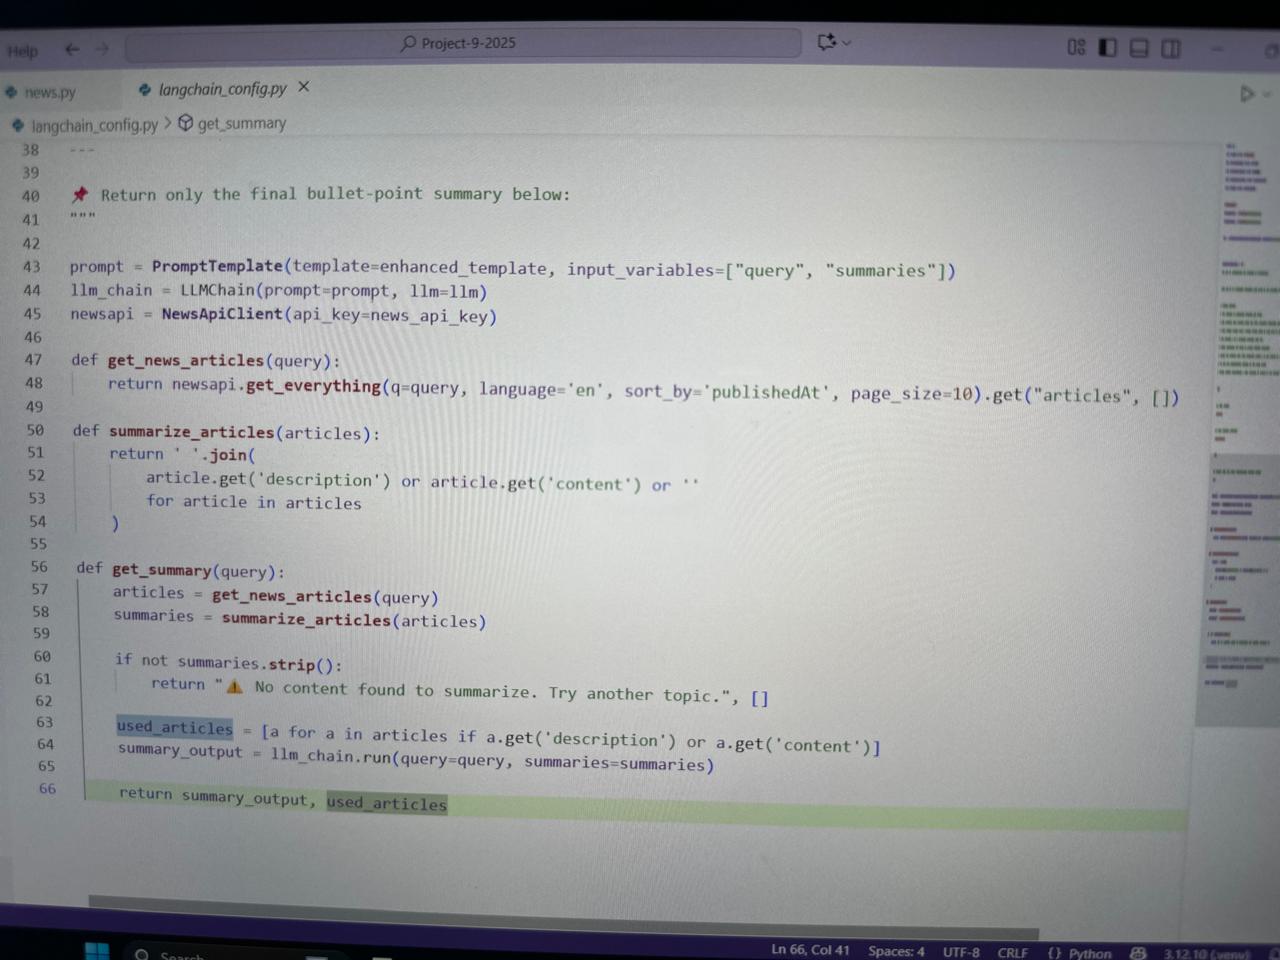 Help
Project-9-2025
news.py
langchain_config.py
langchain_config.py > get_summary
38 ---
39
40 📌 Return only the final bullet-point summary below:
41 """
42
43 prompt = PromptTemplate(template=enhanced_template, input_variables=["query", "summaries"])
44 llm_chain = LLMChain(prompt=prompt, llm=llm)
45 newsapi = NewsApiClient(api_key=news_api_key)
46
47 def get_news_articles(query):
48     return newsapi.get_everything(q=query, language='en', sort_by='publishedAt', page_size=10).get("articles", [])
49
50 def summarize_articles(articles):
51     return ' '.join(
52         article.get('description') or article.get('content') or ''
53         for article in articles
54     )
55
56 def get_summary(query):
57     articles = get_news_articles(query)
58     summaries = summarize_articles(articles)
59
60     if not summaries.strip():
61         return "⚠️ No content found to summarize. Try another topic.", []
62
63     used_articles = [a for a in articles if a.get('description') or a.get('content')]
64     summary_output = llm_chain.run(query=query, summaries=summaries)
65
66     return summary_output, used_articles
Ln 66, Col 41 Spaces: 4 UTF-8 CRLF {} Python 3.12.10 (venv)
Search